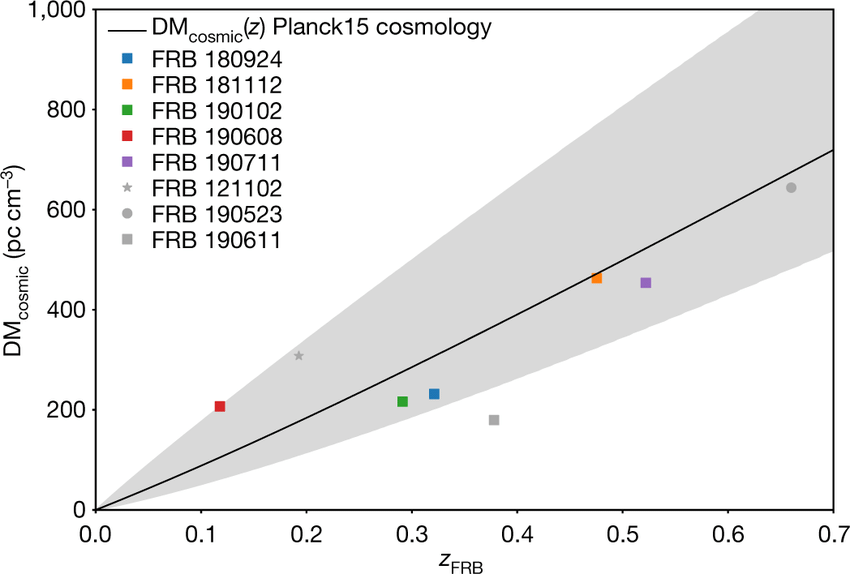 DMcosmic(z) Planck15 cosmology
FRB 180924
FRB 181112
FRB 190102
FRB 190608
FRB 190711
FRB 121102
FRB 190523
FRB 190611
1,000
800
600
400
200
0
DMcosmic (pc cm⁻³)
0.0 0.1 0.2 0.3 0.4 0.5 0.6 0.7
zFRB